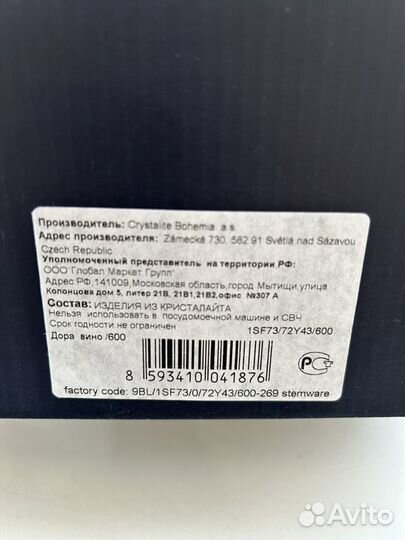 Производитель: Crystalite Bohemia a s
Адрес производителя: Zámecká 730, 582 91 Světlá nad Sázavou
Czech Republic
Уполномоченный представитель на территории РФ:
ООО"Глобал Маркет Групп"
Адрес РФ,141009,Московская область,город Мытищи улица
Колонцова дом 5, литер 21В, 21В1,21В2,офис №307 А
Состав: ИЗДЕЛИЯ ИЗ КРИСТАЛАЙТА
Нельзя использовать в посудомоечной машине и СВЧ
Срок годности не ограничен 1SF73/72Y43/600
Дора вино /600
8 593410 041876
РСТ
factory code: 9BL/1SF73/0/72Y43/600-269 stemware
Avito